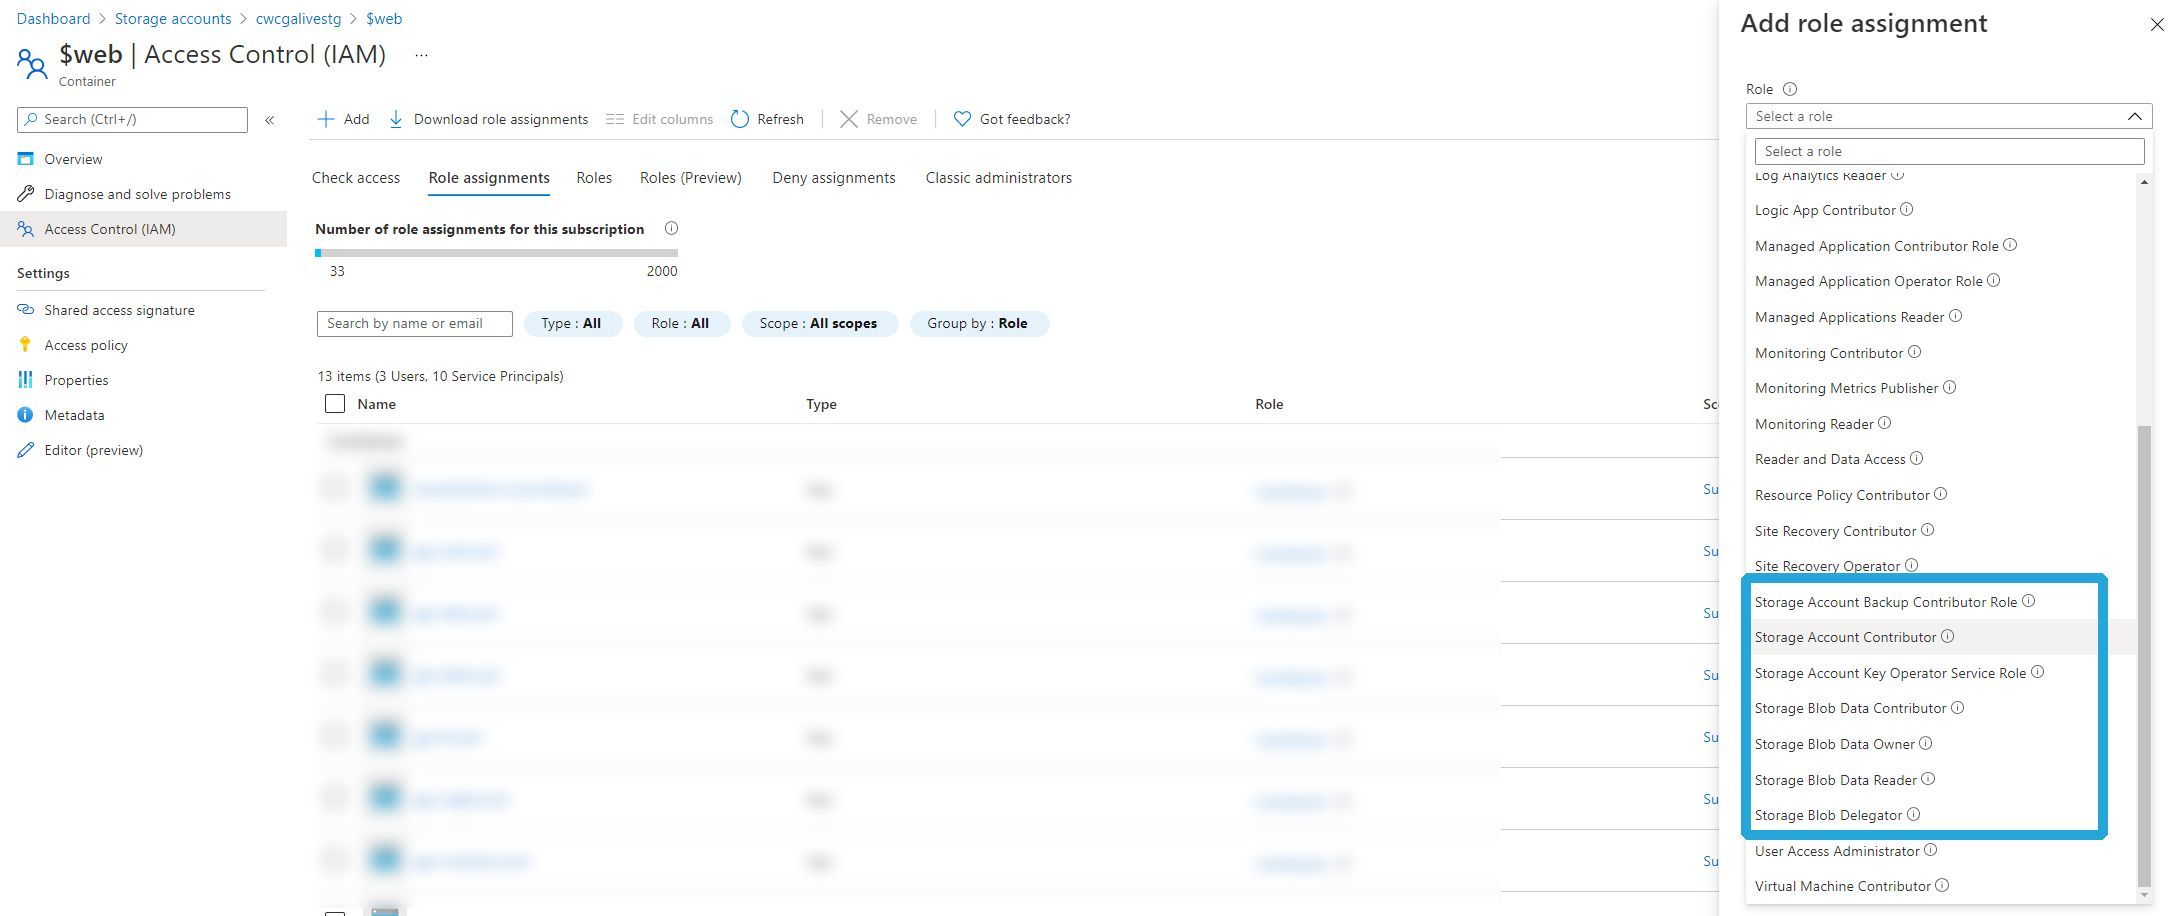 Dashboard > Storage accounts > cwcgalivestg > $web
$web | Access Control (IAM) ...
Container
Search (Ctrl+/) «
Overview
Diagnose and solve problems
Access Control (IAM)
Settings
Shared access signature
Access policy
Properties
Metadata
Editor (preview)
Add Download role assignments Edit columns Refresh Remove Got feedback?
Check access Role assignments Roles Roles (Preview) Deny assignments Classic administrators
Number of role assignments for this subscription
33 2000
Search by name or email Type : All Role : All Scope : All scopes Group by : Role
13 items (3 Users, 10 Service Principals)
Name Type Role Sc
Su
Su
Su
Su
Su
Su
Su
Add role assignment
Role
Select a role
Select a role
Log Analytics Reader
Logic App Contributor
Managed Application Contributor Role
Managed Application Operator Role
Managed Applications Reader
Monitoring Contributor
Monitoring Metrics Publisher
Monitoring Reader
Reader and Data Access
Resource Policy Contributor
Site Recovery Contributor
Site Recovery Operator
Storage Account Backup Contributor Role
Storage Account Contributor
Storage Account Key Operator Service Role
Storage Blob Data Contributor
Storage Blob Data Owner
Storage Blob Data Reader
Storage Blob Delegator
User Access Administrator
Virtual Machine Contributor